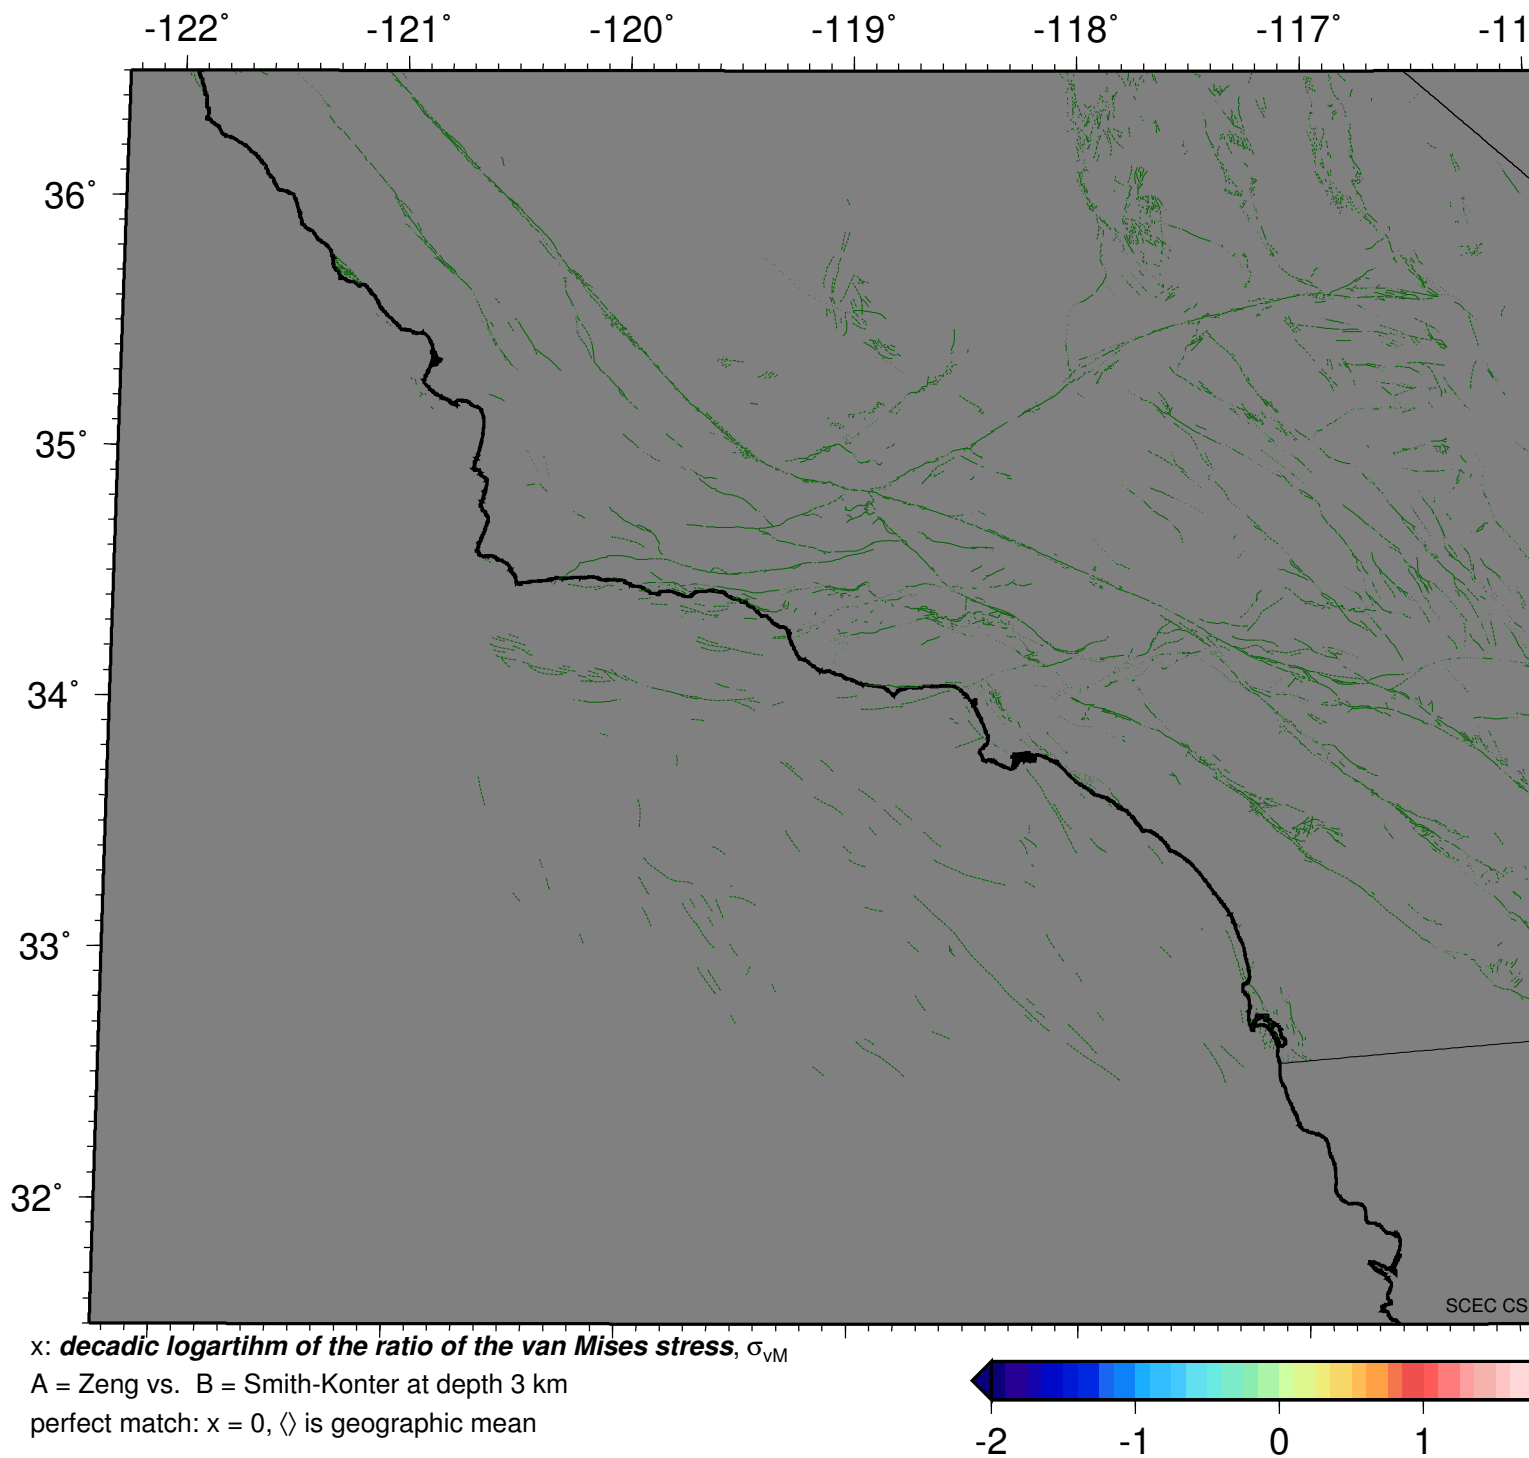 -122˚ -121˚ -120˚ -119˚ -118˚ -117˚ -11
36˚
35˚
34˚
33˚
32˚
SCEC CS
x: decadic logartihm of the ratio of the van Mises stress, σvM
A = Zeng vs. B = Smith-Konter at depth 3 km
perfect match: x = 0, ⟨⟩ is geographic mean
-2 -1 0 1